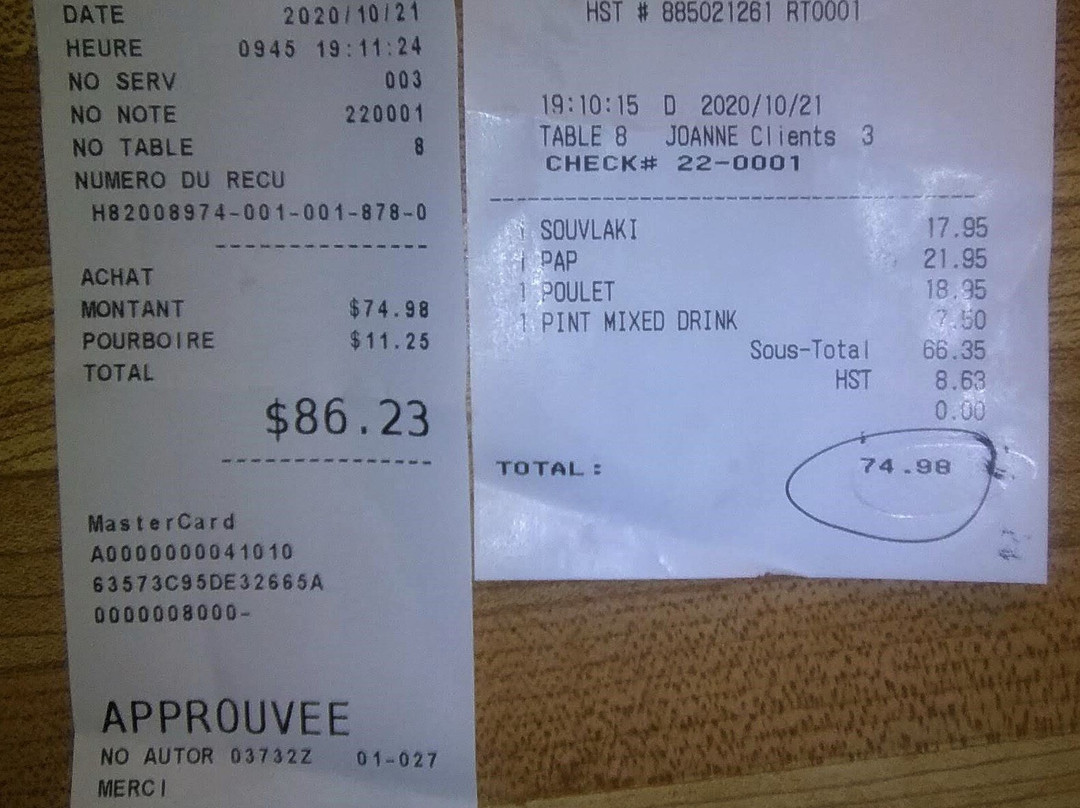 DATE 2020/10/21
HEURE 0945 19:11:24
NO SERV 003
NO NOTE 220001
NO TABLE 8
NUMERO DU RECU
H82008974-001-001-878-0
ACHAT
MONTANT $74.98
POURBOIRE $11.25
TOTAL
$86.23
MasterCard
A0000000041010
63573C95DE32665A
0000008000-
APPROUVEE
NO AUTOR 03732Z 01-027
MERCI
HST # 885021261 RT0001
19:10:15 D 2020/10/21
TABLE 8 JOANNE Clients 3
CHECK# 22-0001
1 SOUVLAKI 17.95
1 PAP 21.95
1 POULET 18.95
1 PINT MIXED DRINK 7.50
Sous-Total 66.35
HST 8.63
0.00
TOTAL: 74.98